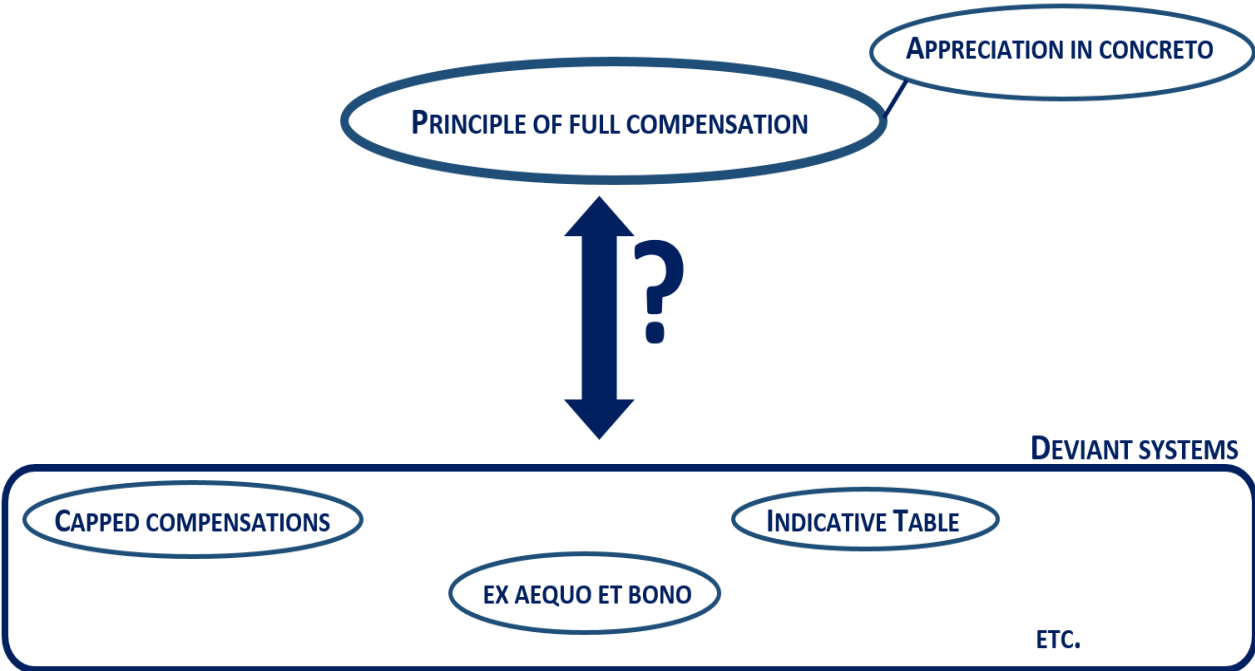 APPRECIATION IN CONCRETO
PRINCIPLE OF FULL COMPENSATION
?
DEVIANT SYSTEMS
CAPPED COMPENSATIONS
INDICATIVE TABLE
EX AEQUO ET BONO
ETC.